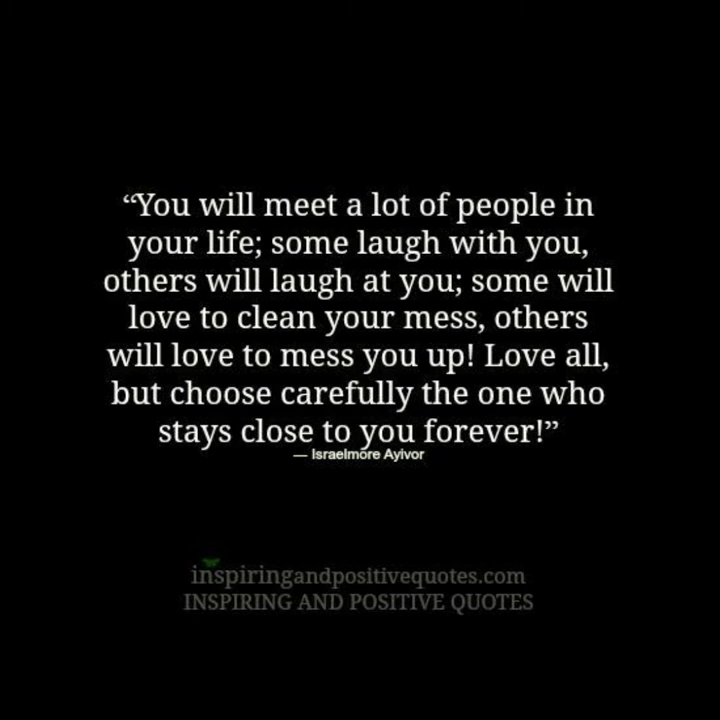 “You will meet a lot of people in
your life; some laugh with you,
others will laugh at you; some will
love to clean your mess, others
will love to mess you up! Love all,
but choose carefully the one who
stays close to you forever!”
— Israelmore Ayivor
inspiringandpositivequotes.com
INSPIRING AND POSITIVE QUOTES